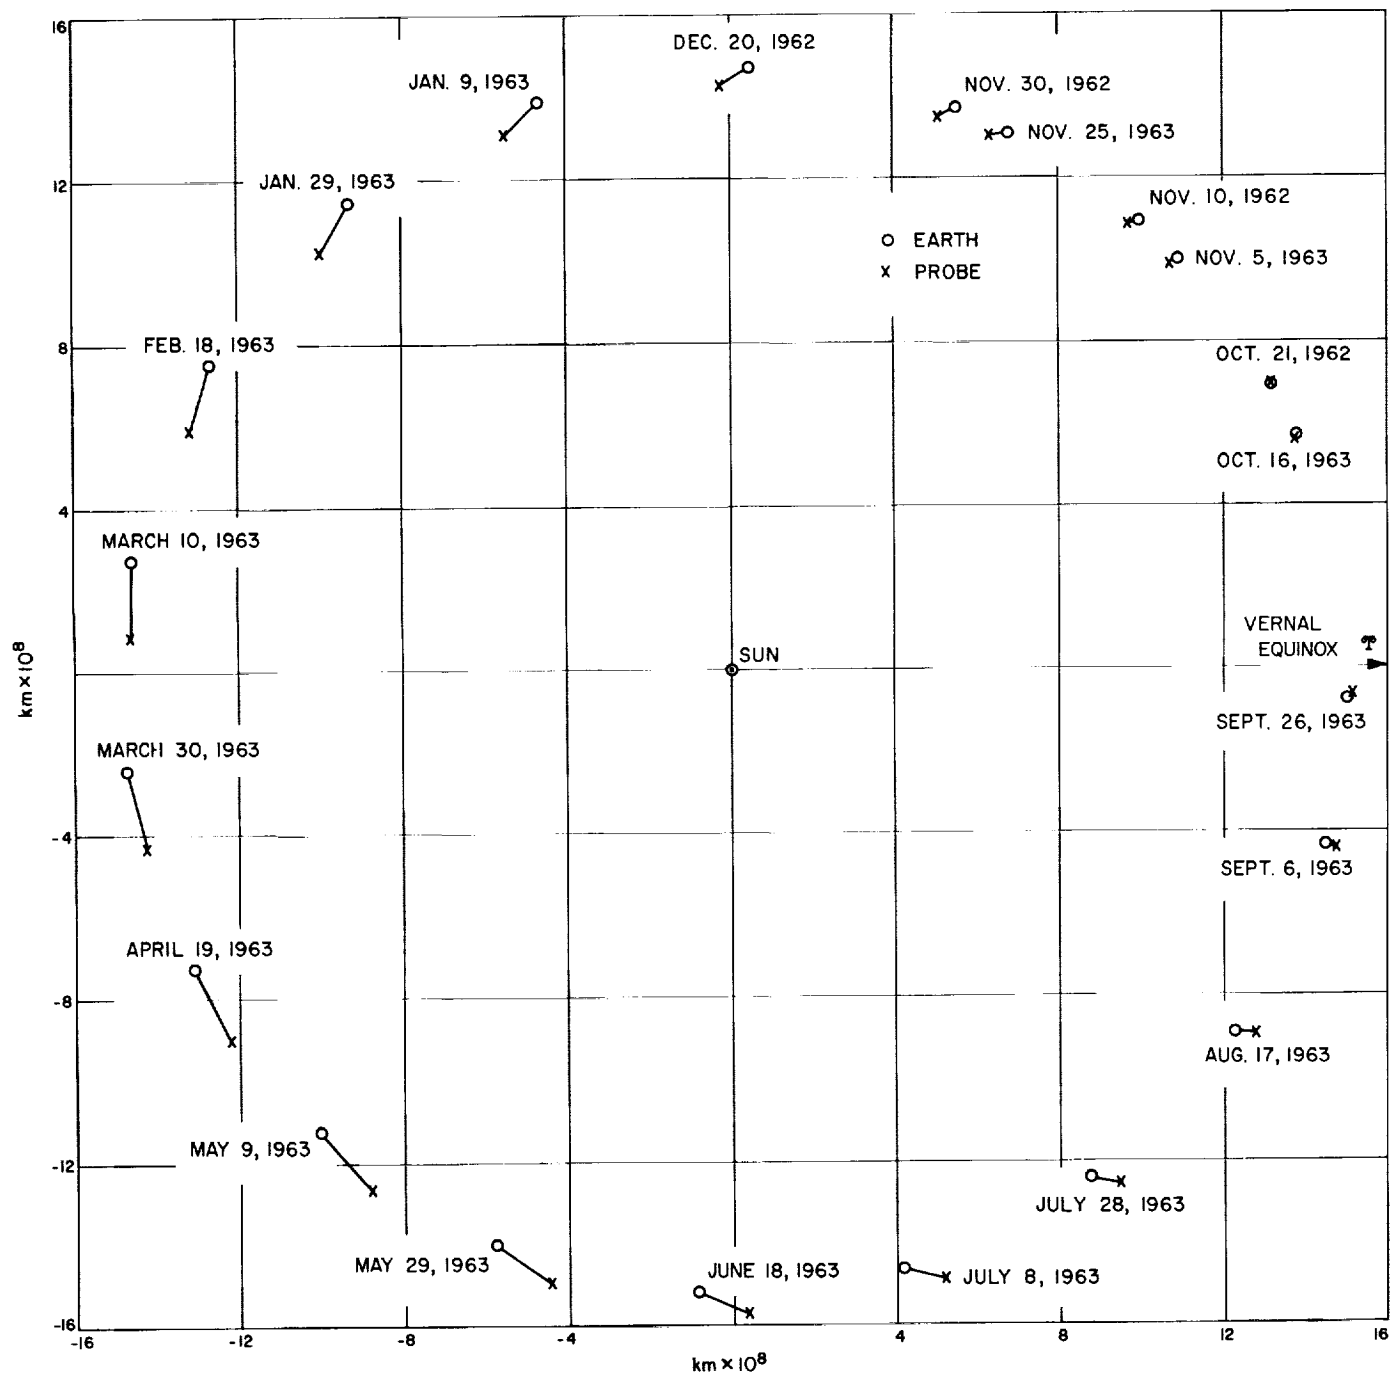 16
DEC. 20, 1962
JAN. 9, 1963
NOV. 30, 1962
NOV. 25, 1963
12
JAN. 29, 1963
NOV. 10, 1962
O EARTH
NOV. 5, 1963
x PROBE
8
FEB. 18, 1963
OCT. 21, 1962
OCT. 16, 1963
4
MARCH 10, 1963
VERNAL
EQUINOX ♈
SUN
km × 10⁸
SEPT. 26, 1963
MARCH 30, 1963
-4
SEPT. 6, 1963
APRIL 19, 1963
-8
AUG. 17, 1963
MAY 9, 1963
-12
JULY 28, 1963
MAY 29, 1963
JUNE 18, 1963
JULY 8, 1963
-16
-16 -12 -8 -4 4 8 12 16
km × 10⁸